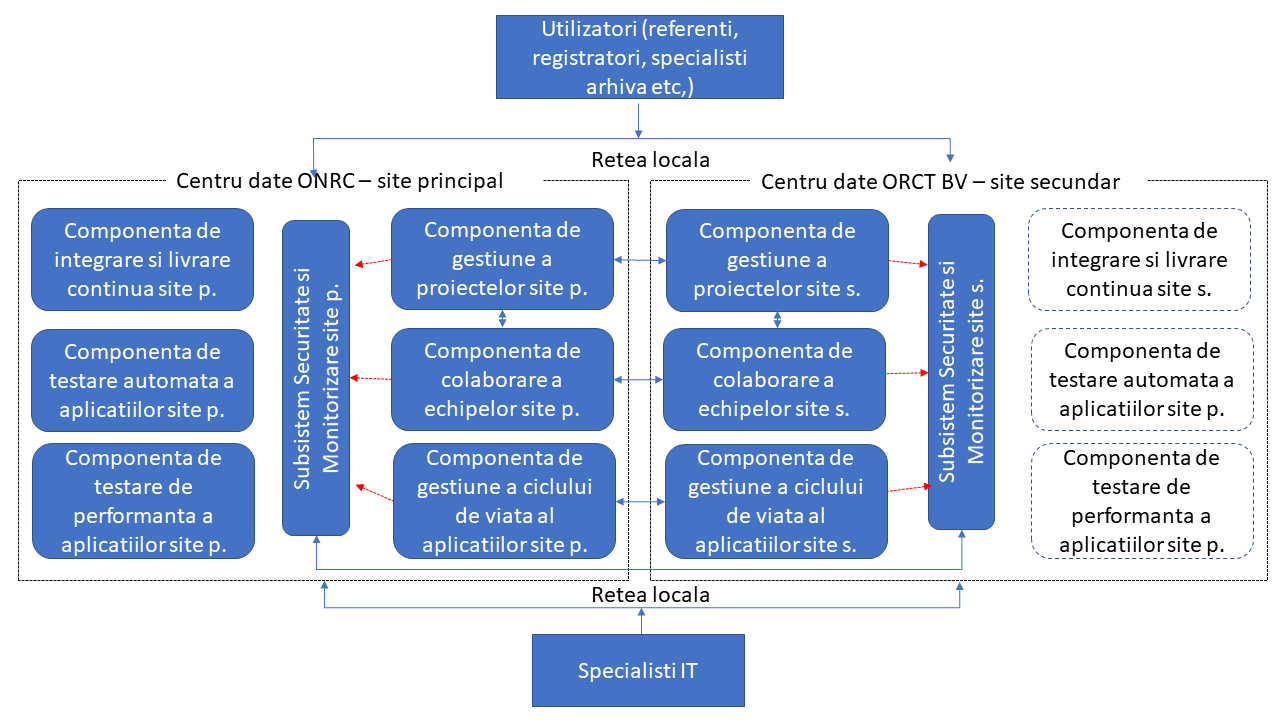 Utilizatori (referenti,
registratori, specialisti
arhiva etc,)
Retea locala
Centru date ONRC – site principal
Centru date ORCT BV – site secundar
Componenta de
integrare si livrare
continua site p.
Componenta de
testare automata a
aplicatiilor site p.
Componenta de
testare de
performanta a
aplicatiilor site p.
Subsistem Securitate si
Monitorizare site p.
Componenta de
gestiune a
proiectelor site p.
Componenta de
colaborare a
echipelor site p.
Componenta de
gestiune a ciclului
de viata al
aplicatiilor site p.
Componenta de
gestiune a
proiectelor site s.
Componenta de
colaborare a
echipelor site s.
Componenta de
gestiune a ciclului
de viata al
aplicatiilor site s.
Subsistem Securitate si
Monitorizare site s.
Componenta de
integrare si livrare
continua site s.
Componenta de
testare automata a
aplicatiilor site p.
Componenta de
testare de
performanta a
aplicatiilor site p.
Retea locala
Specialisti IT